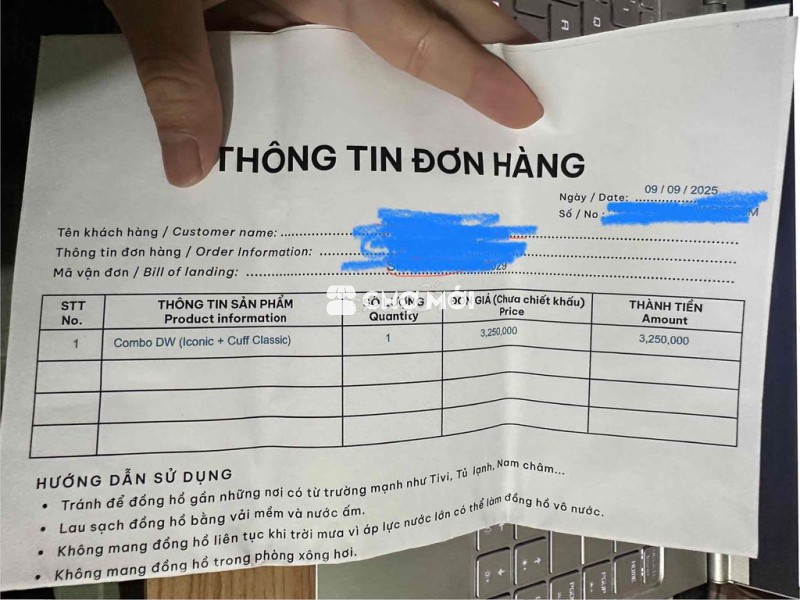 THÔNG TIN ĐƠN HÀNG
Ngày / Date: 09 / 09 / 2025
Số / No :
Tên khách hàng / Customer name:
Thông tin đơn hàng / Order Information:
Mã vận đơn / Bill of landing:
STT No. THÔNG TIN SẢN PHẨM Product information SỐ LƯỢNG Quantity ĐƠN GIÁ (Chưa chiết khấu) Price THÀNH TIỀN Amount
1 Combo DW (Iconic + Cuff Classic) 1 3,250,000 3,250,000
CHỢ MỚI
HƯỚNG DẪN SỬ DỤNG
• Tránh để đồng hồ gần những nơi có từ trường mạnh như Tivi, Tủ lạnh, Nam châm...
• Lau sạch đồng hồ bằng vải mềm và nước ấm.
• Không mang đồng hồ liên tục khi trời mưa vì áp lực nước lớn có thể làm đồng hồ vô nước.
• Không mang đồng hồ trong phòng xông hơi.